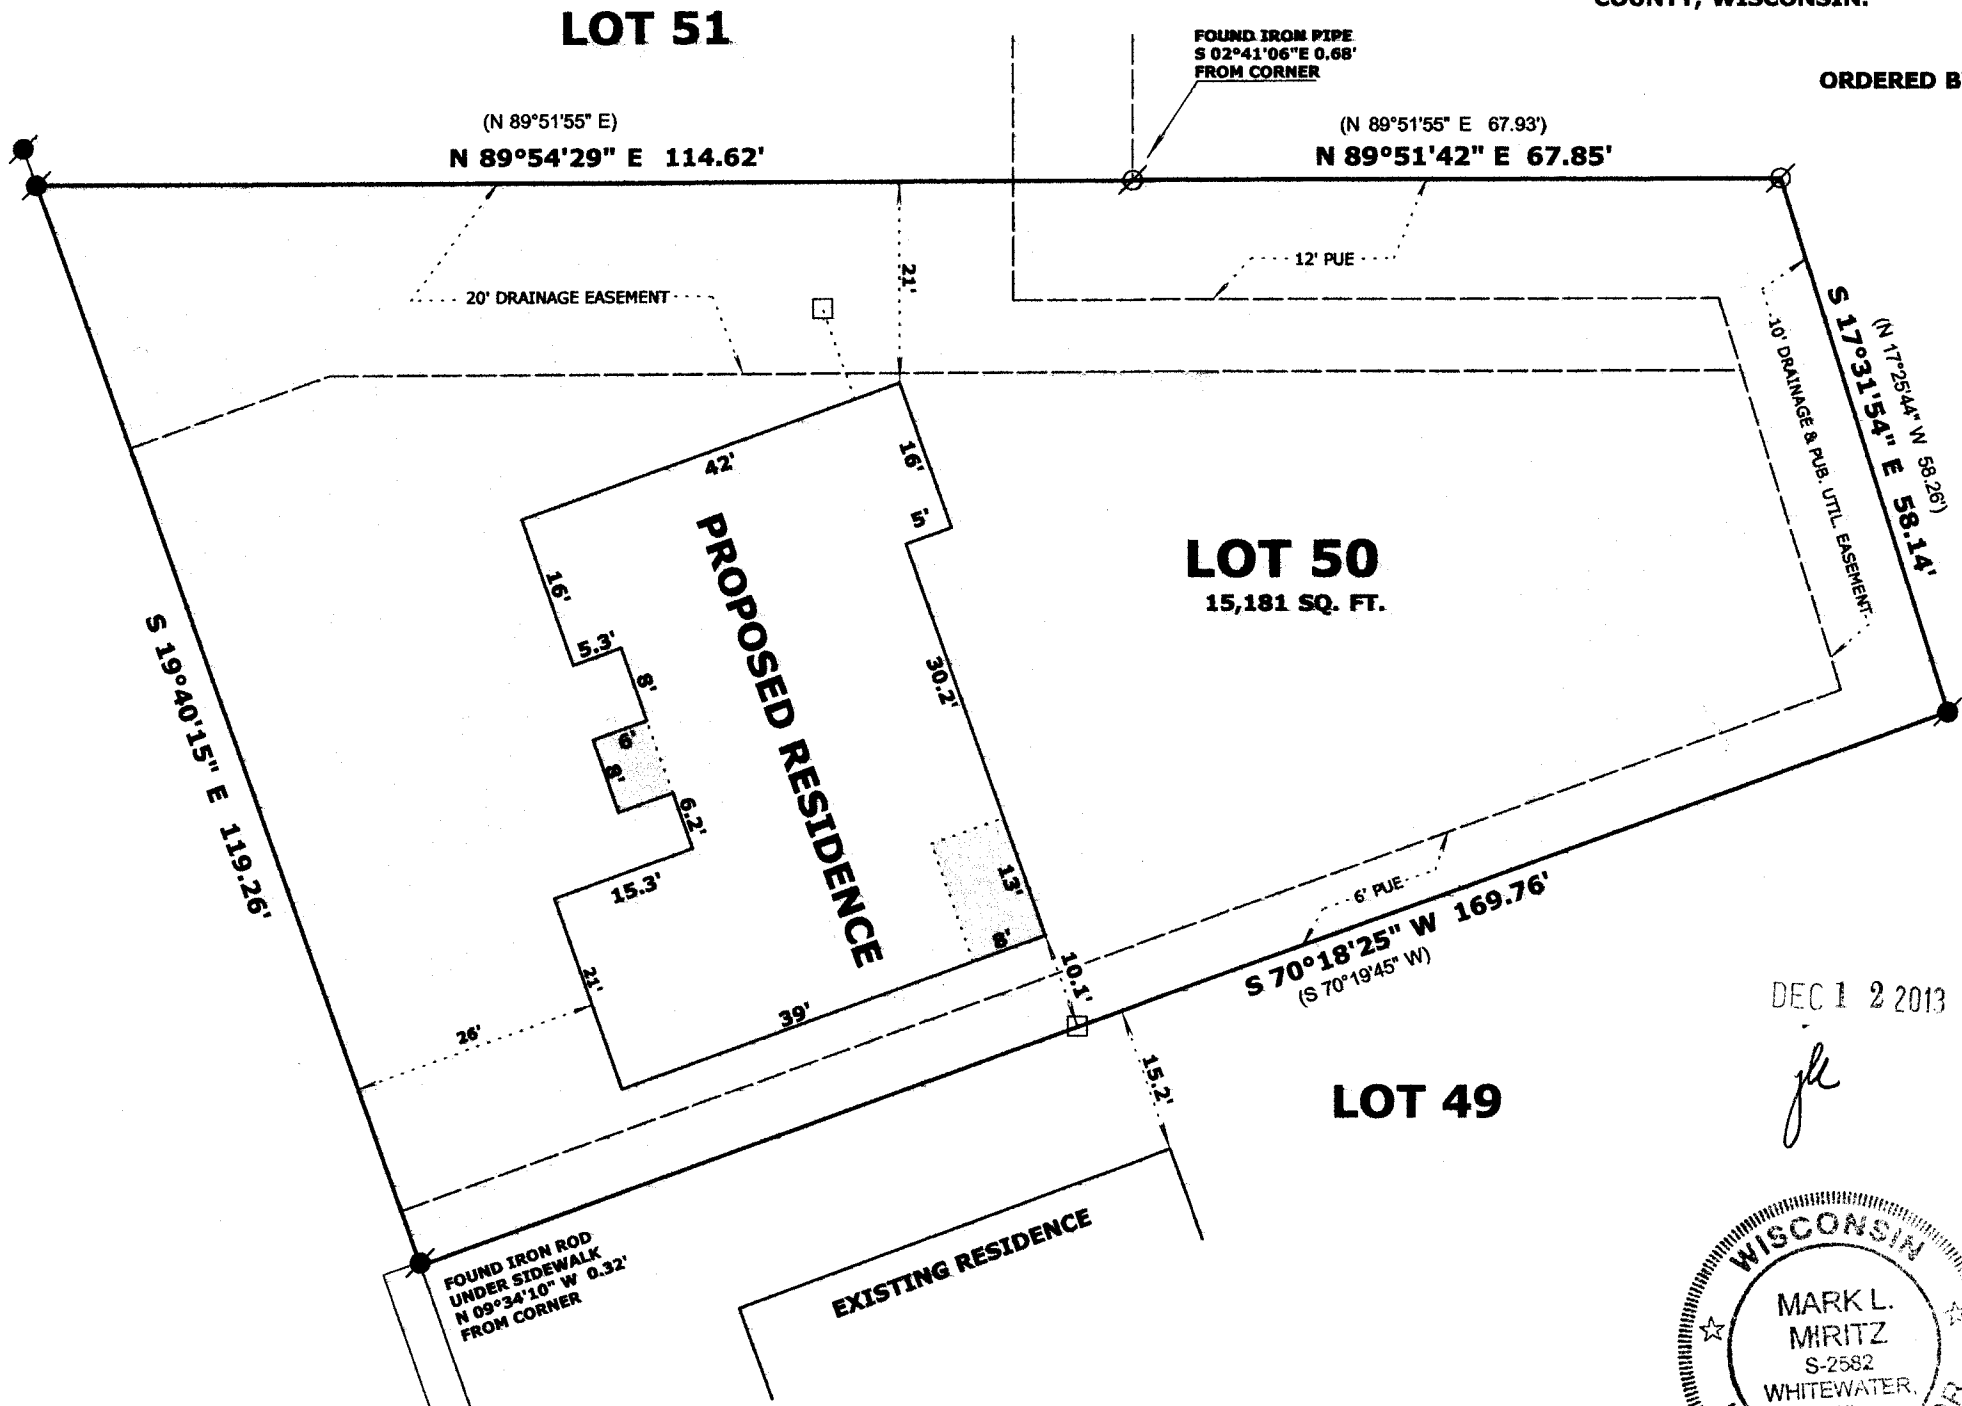 COUNTY, WISCONSIN.
LOT 51
FOUND IRON PIPE
S 02°41'06"E 0.68'
FROM CORNER
ORDERED B
(N 89°51'55" E)
N 89°54'29" E 114.62'
(N 89°51'55" E 67.93')
N 89°51'42" E 67.85'
12' PUE
21'
20' DRAINAGE EASEMENT
10' DRAINAGE & PUB. UTIL. EASEMENT
S 17°31'54" E 58.14'
(N 17°25'44" W 58.26')
42'
16'
5'
PROPOSED RESIDENCE
LOT 50
15,181 SQ. FT.
16'
5.3'
8'
30.2'
6'
8'
6.2'
S 19°40'15" E 119.26'
15.3'
13'
8'
6' PUE
S 70°18'25" W 169.76'
(S 70°19'45" W)
10.1'
21'
39'
26'
DEC 1 2 2013
jk
15.2'
LOT 49
EXISTING RESIDENCE
FOUND IRON ROD
UNDER SIDEWALK
N 09°34'10" W 0.32'
FROM CORNER
WISCONSIN
MARK L.
MIRITZ
S-2582
WHITEWATER,